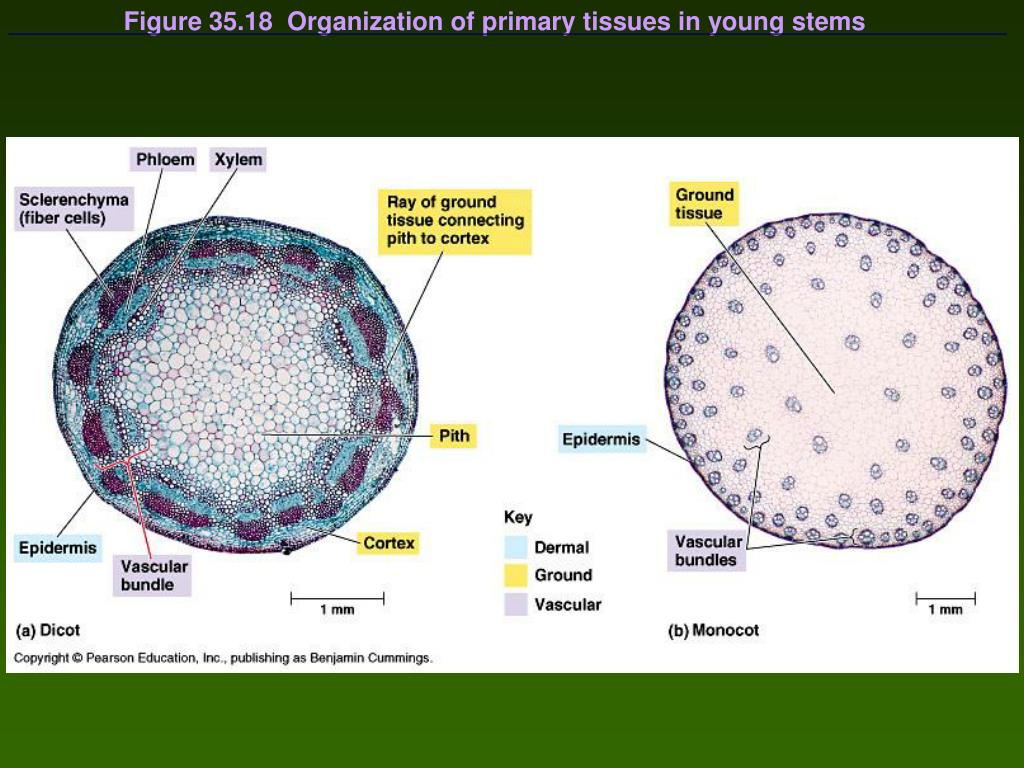 Figure 35.18  Organization of primary tissues in young stems
Phloem
Xylem
Sclerenchyma
(fiber cells)
Ray of ground
tissue connecting
pith to cortex
Ground
tissue
Pith
Epidermis
Key
Dermal
Ground
Vascular
Cortex
Epidermis
Vascular
bundle
Vascular
bundles
1 mm
1 mm
(a) Dicot
(b) Monocot
Copyright © Pearson Education, Inc., publishing as Benjamin Cummings.